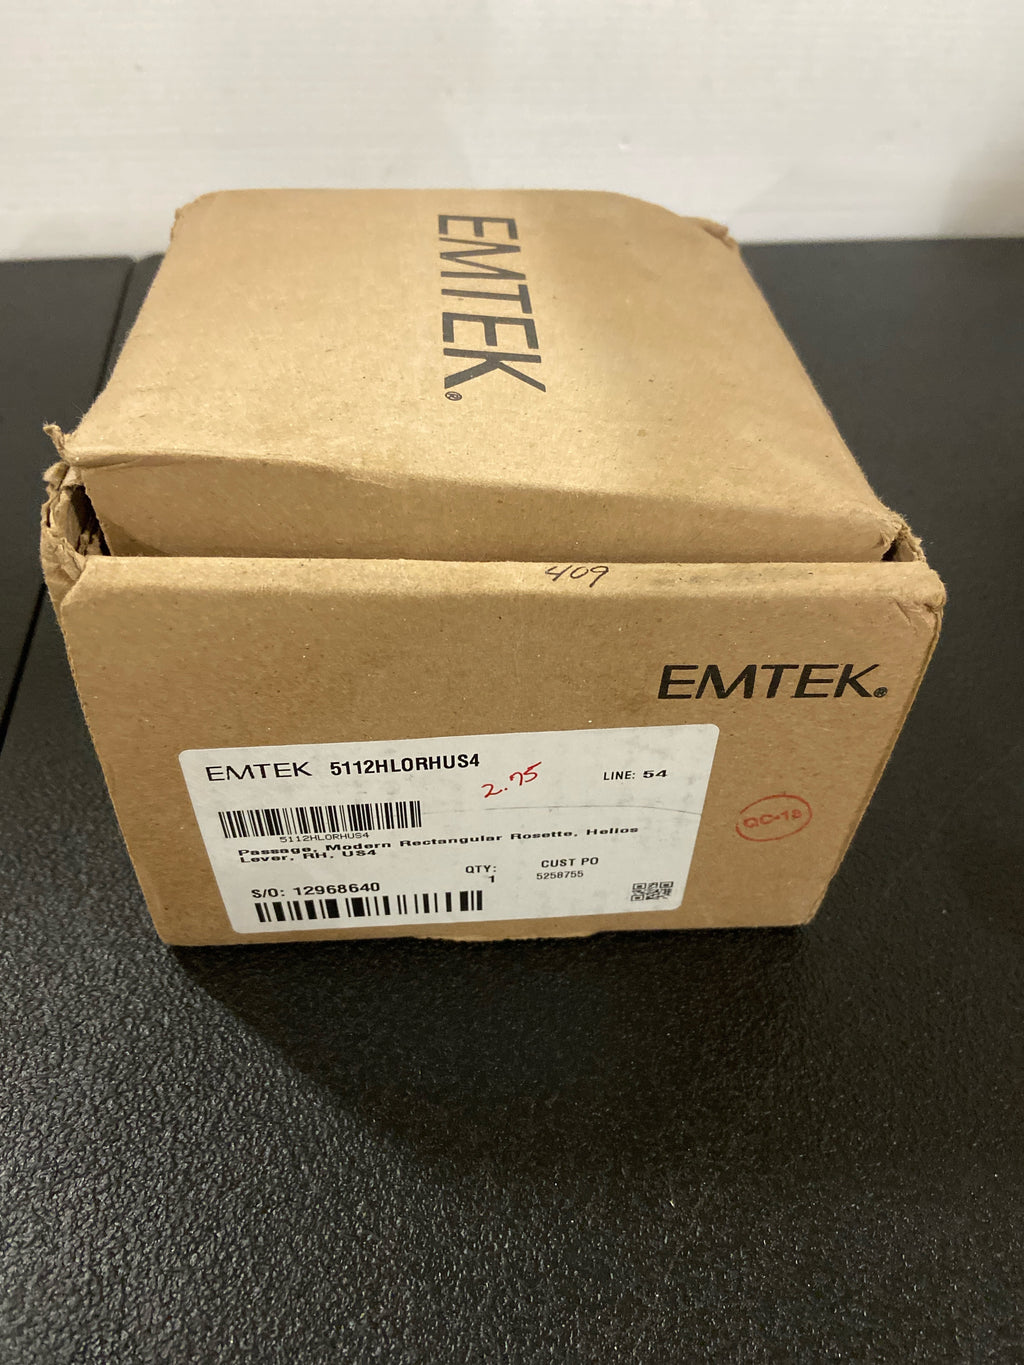 EMTEK®
409
EMTEK®
EMTEK 5112HLORHUS4
2.75
LINE: 54
5112HLORHUS4
Passage, Modern Rectangular Rosette, Helios
Lever, RH, US4
QTY:
1
CUST PO
5258755
S/O: 12968640
QC-18